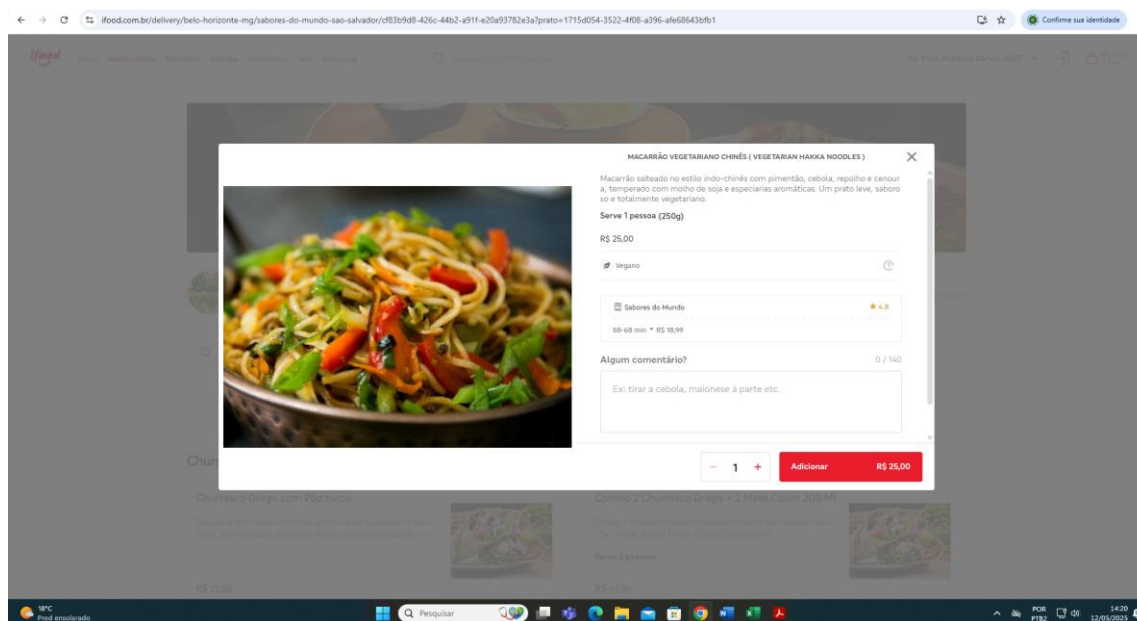 ifood.com.br/delivery/belo-horizonte-mg/sabores-do-mundo-sao-salvador/cf83b9d8-426c-44b2-a91f-e20a93782e3a?prato=1715d054-3522-4f08-a396-afe68643bfb1
Confirme sua identidade
ifood
MACARRÃO VEGETARIANO CHINÊS ( VEGETARIAN HAKKA NOODLES )
Macarrão salteado no estilo indo-chinês com pimentão, cebola, repolho e cenour
a, temperado com molho de soja e especiarias aromáticas. Um prato leve, saboro
so e totalmente vegetariano.
Serve 1 pessoa (250g)
R$ 25,00
Vegano
Sabores do Mundo
4.8
58-68 min • R$ 18,99
Algum comentário?
0 / 140
Ex: tirar a cebola, maionese à parte etc.
1
Adicionar
R$ 25,00
Churrasco Grego com Pão turco
Combo 2 Churrasco Grego + 2 Mate Couro 200 ML
Serve 2 pessoas
R$ 21,00
R$ 47,00
18°C
Pred ensolarado
Pesquisar
POR
PTB2
14:20
12/05/2025